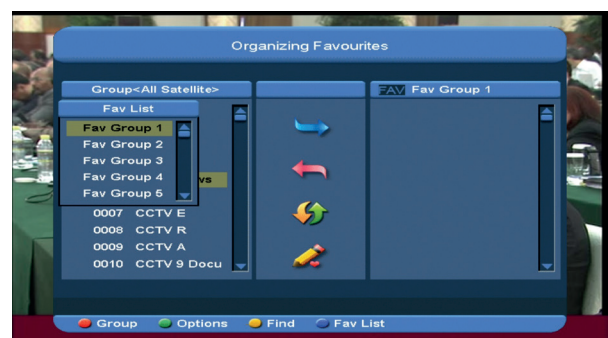 Organizing Favourites
Group<All Satellite>
FAV Fav Group 1
Fav List
Fav Group 1
Fav Group 2
Fav Group 3
Fav Group 4
vs
Fav Group 5
0007 CCTV E
0008 CCTV R
0009 CCTV A
0010 CCTV 9 Docu
Group Options Find Fav List